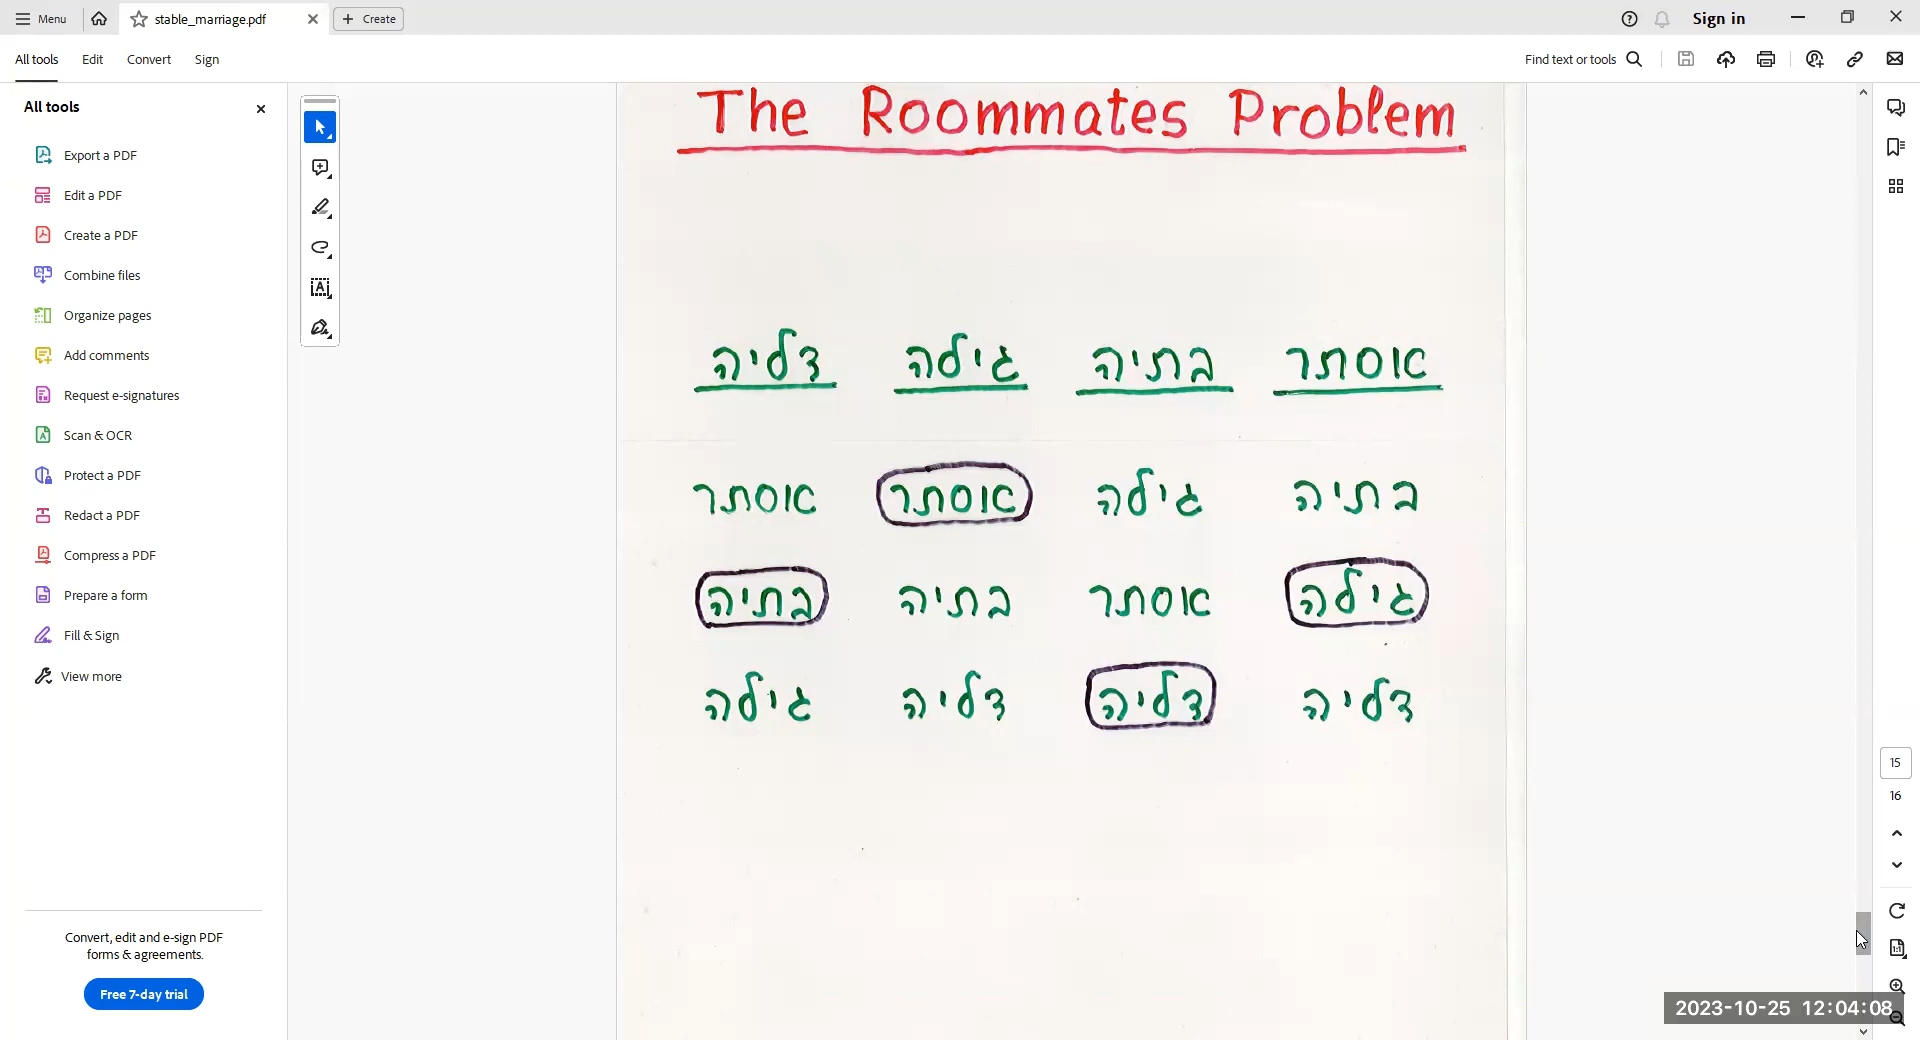 Menu
stable_marriage.pdf
Create
Sign in
All tools
Edit
Convert
Sign
Find text or tools
All tools
Export a PDF
Edit a PDF
Create a PDF
Combine files
Organize pages
Add comments
Request e-signatures
Scan & OCR
Protect a PDF
Redact a PDF
Compress a PDF
Prepare a form
Fill & Sign
View more
Convert, edit and e-sign PDF
forms & agreements.
Free 7-day trial
The Roommates Problem
אסתר בתיה גילה דליה
בתיה גילה אסתר אסתר
גילה אסתר בתיה בתיה
דליה דליה דליה גילה
15
16
2023-10-25 12:04:08